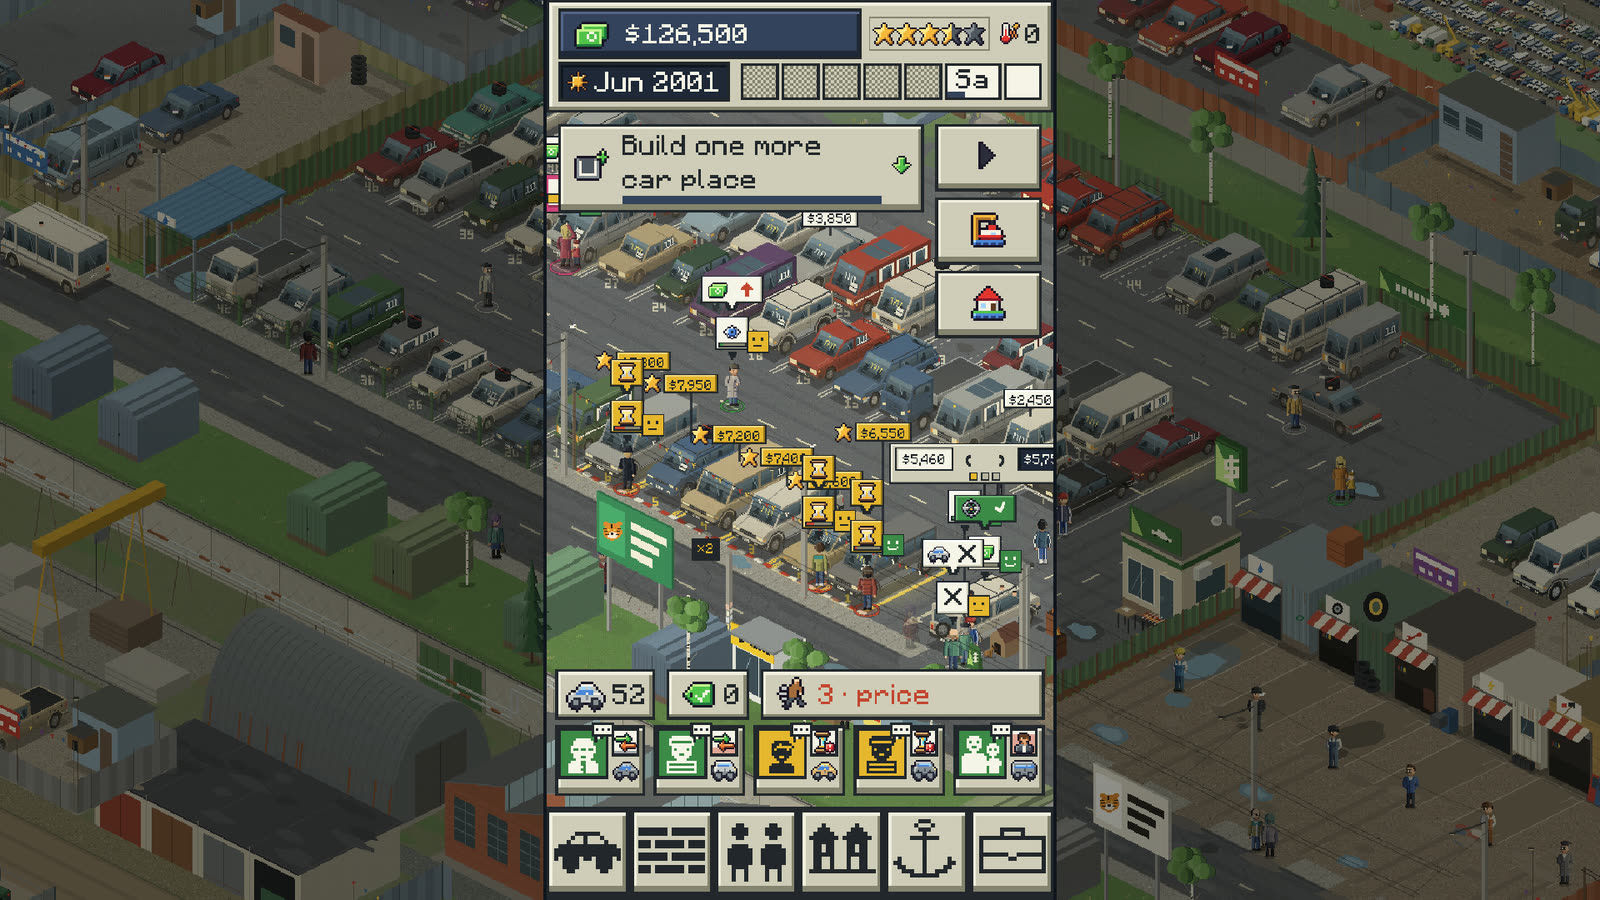 $126,500
0
Jun 2001
Sa
Build one more
car place
$3,850
$7,950
$2,450
$7,200
$6,550
$5,460
x2
52
0
3 · price